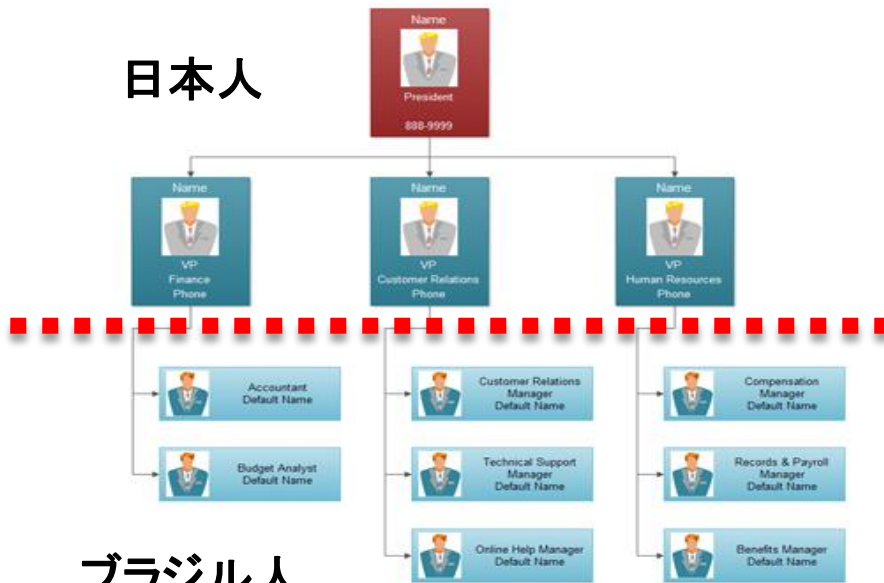 日本人
Name
President
888-9999
Name
VP
Finance
Phone
Name
VP
Customer Relations
Phone
Name
VP
Human Resources
Phone
Accountant
Default Name
Budget Analyst
Default Name
Customer Relations
Manager
Default Name
Technical Support
Manager
Default Name
Online Help Manager
Default Name
Compensation
Manager
Default Name
Records & Payroll
Manager
Default Name
Benefits Manager
Default Name
ブラジル人